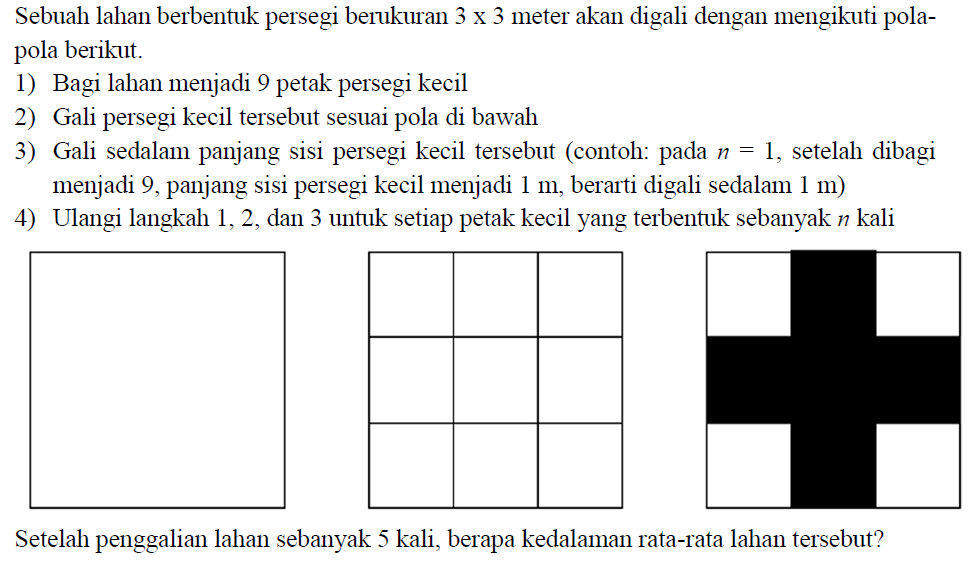 Sebuah lahan berbentuk persegi berukuran 3 x 3 meter akan digali dengan mengikuti pola-
pola berikut.
1) Bagi lahan menjadi 9 petak persegi kecil
2) Gali persegi kecil tersebut sesuai pola di bawah
3) Gali sedalam panjang sisi persegi kecil tersebut (contoh: pada n = 1, setelah dibagi
menjadi 9, panjang sisi persegi kecil menjadi 1 m, berarti digali sedalam 1 m)
4) Ulangi langkah 1, 2, dan 3 untuk setiap petak kecil yang terbentuk sebanyak n kali
Setelah penggalian lahan sebanyak 5 kali, berapa kedalaman rata-rata lahan tersebut?